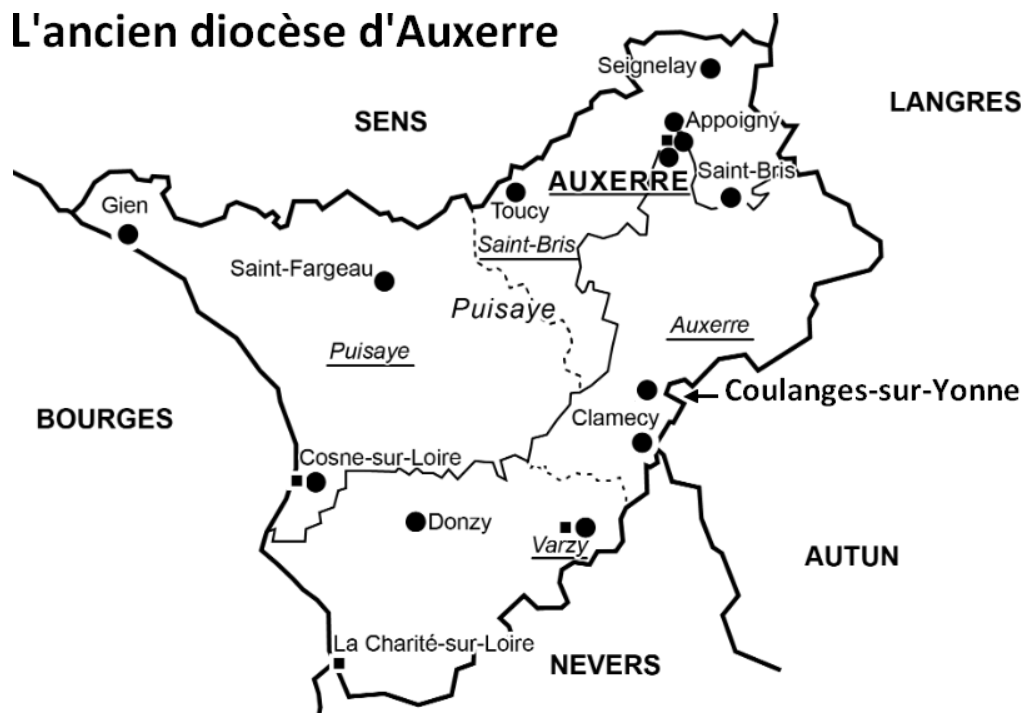 L'ancien diocèse d'Auxerre
Seignelay
LANGRES
SENS
Appoigny
Saint-Bris
AUXERRE
Gien
Toucy
Saint-Bris
Saint-Fargeau
Puisaye
Auxerre
Puisaye
Coulanges-sur-Yonne
BOURGES
Clamecy
Cosne-sur-Loire
Donzy
Varzy
AUTUN
La Charité-sur-Loire
NEVERS